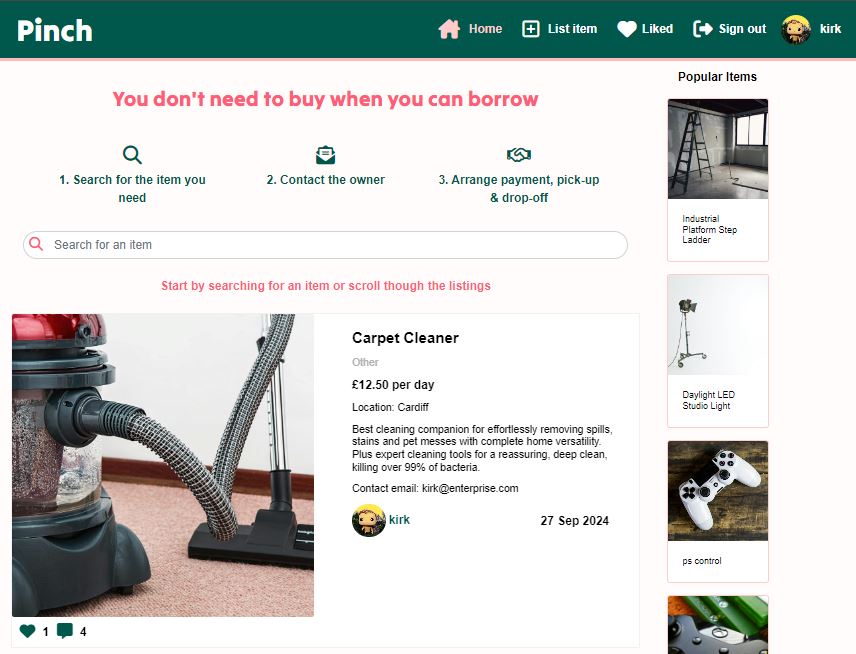 Pinch
Home
List item
Liked
Sign out
kirk
You don't need to buy when you can borrow
1. Search for the item you
need
2. Contact the owner
3. Arrange payment, pick-up
& drop-off
Search for an item
Start by searching for an item or scroll though the listings
Carpet Cleaner
Other
£12.50 per day
Location: Cardiff
Best cleaning companion for effortlessly removing spills,
stains and pet messes with complete home versatility.
Plus expert cleaning tools for a reassuring, deep clean,
killing over 99% of bacteria.
Contact email: kirk@enterprise.com
kirk
27 Sep 2024
1
4
Popular Items
Industrial
Platform Step
Ladder
Daylight LED
Studio Light
ps control